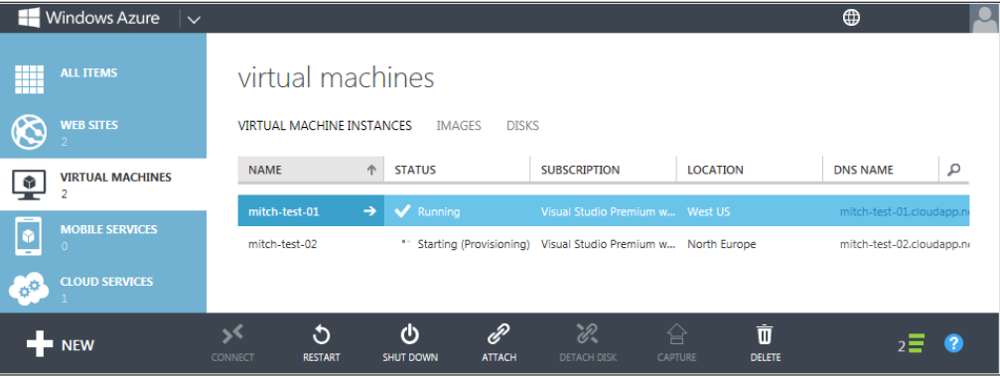 Windows Azure
ALL ITEMS
WEB SITES
2
VIRTUAL MACHINES
2
MOBILE SERVICES
0
CLOUD SERVICES
1
virtual machines
VIRTUAL MACHINE INSTANCES IMAGES DISKS
NAME STATUS SUBSCRIPTION LOCATION DNS NAME
mitch-test-01 Running Visual Studio Premium w... West US mitch-test-01.cloudapp.ne
mitch-test-02 Starting (Provisioning) Visual Studio Premium w... North Europe mitch-test-02.cloudapp.ne
NEW
CONNECT RESTART SHUT DOWN ATTACH DETACH DISK CAPTURE DELETE
2 ?